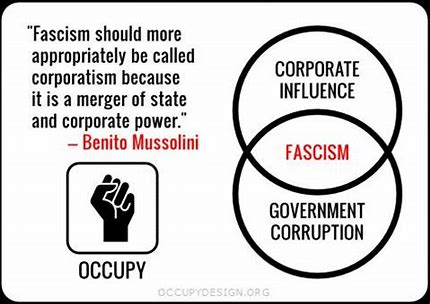 "Fascism should more
appropriately be called
corporatism because
it is a merger of state
and corporate power."
– Benito Mussolini
OCCUPY
CORPORATE
INFLUENCE
FASCISM
GOVERNMENT
CORRUPTION
OCCUPYDESIGN.ORG